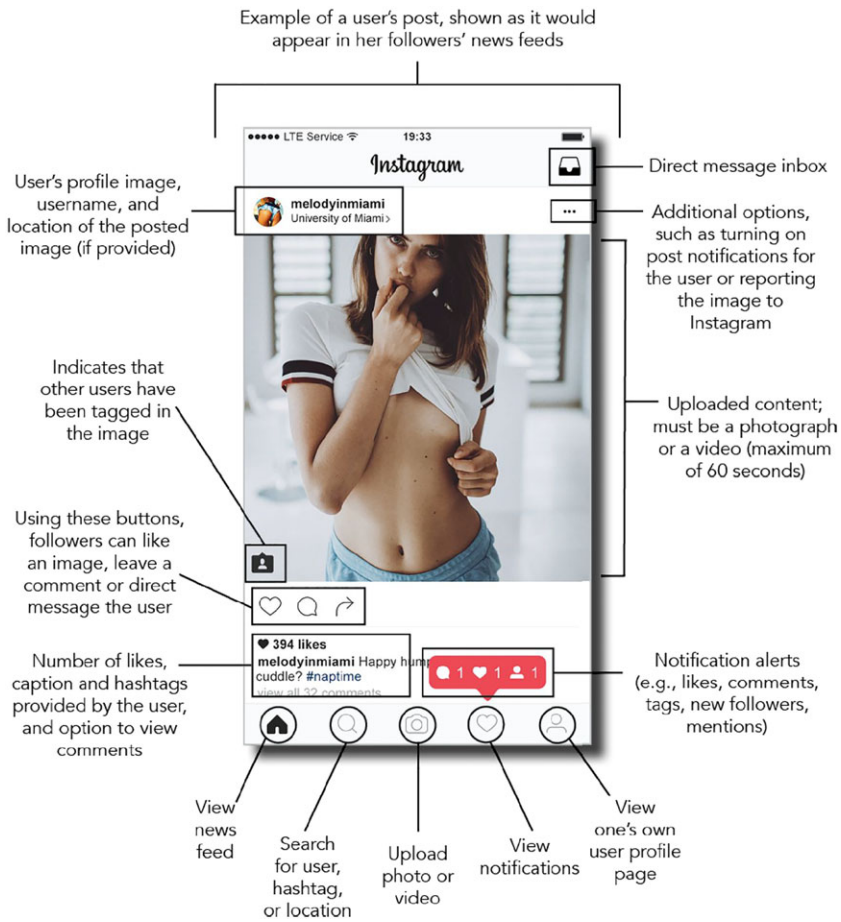 Example of a user's post, shown as it would
appear in her followers' news feeds
LTE Service
19:33
Instagram
Direct message inbox
User's profile image,
username, and
location of the posted
image (if provided)
melodyinmiami
University of Miami>
...
Additional options,
such as turning on
post notifications for
the user or reporting
the image to
Instagram
Indicates that
other users have
been tagged in
the image
Uploaded content;
must be a photograph
or a video (maximum
of 60 seconds)
Using these buttons,
followers can like
an image, leave a
comment or direct
message the user
Number of likes,
caption and hashtags
provided by the user,
and option to view
comments
394 likes
melodyinmiami Happy hump
cuddle? #naptime
view all 32 comments
1 1 1
Notification alerts
(e.g., likes, comments,
tags, new followers,
mentions)
View
news
feed
Search
for user,
hashtag,
or location
Upload
photo or
video
View
notifications
View
one's own
user profile
page